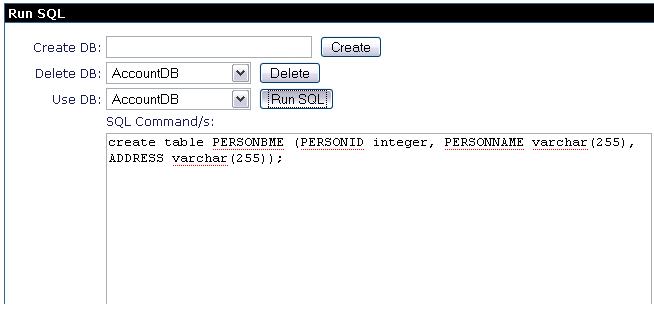 Run SQL
Create DB: Create
Delete DB: AccountDB Delete
Use DB: AccountDB Run SQL
SQL Command/s:
create table PERSONBME (PERSONID integer, PERSONNAME varchar(255),
ADDRESS varchar(255));